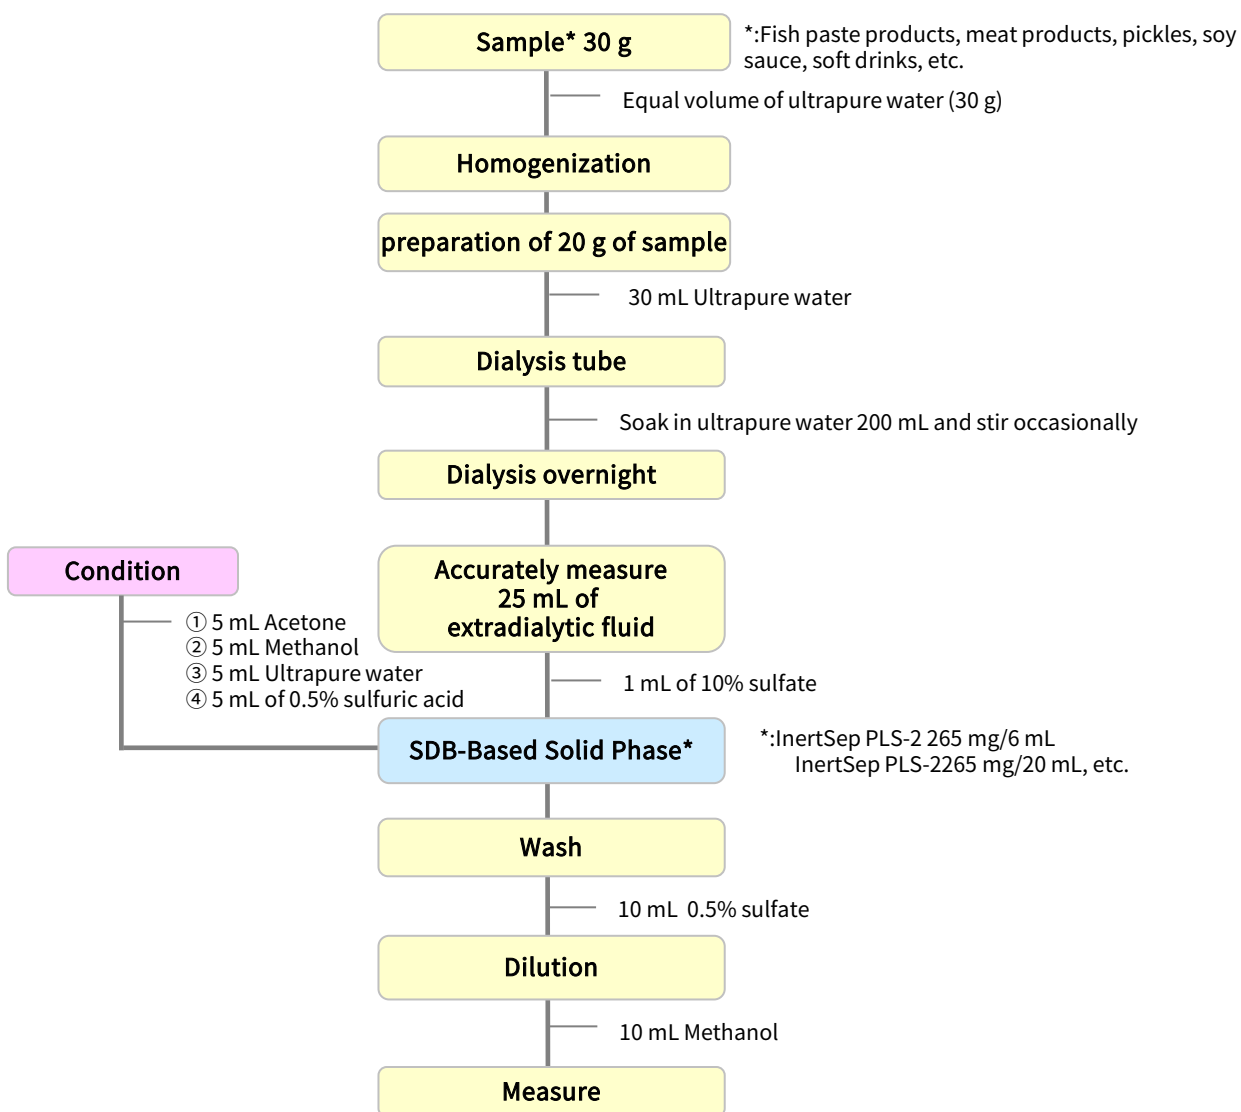 Sample* 30 g
*:Fish paste products, meat products, pickles, soy
sauce, soft drinks, etc.
Equal volume of ultrapure water (30 g)
Homogenization
preparation of 20 g of sample
30 mL Ultrapure water
Dialysis tube
Soak in ultrapure water 200 mL and stir occasionally
Dialysis overnight
Condition
① 5 mL Acetone
② 5 mL Methanol
③ 5 mL Ultrapure water
④ 5 mL of 0.5% sulfuric acid
Accurately measure
25 mL of
extradialytic fluid
1 mL of 10% sulfate
SDB-Based Solid Phase*
*:InertSep PLS-2 265 mg/6 mL
InertSep PLS-2265 mg/20 mL, etc.
Wash
10 mL 0.5% sulfate
Dilution
10 mL Methanol
Measure